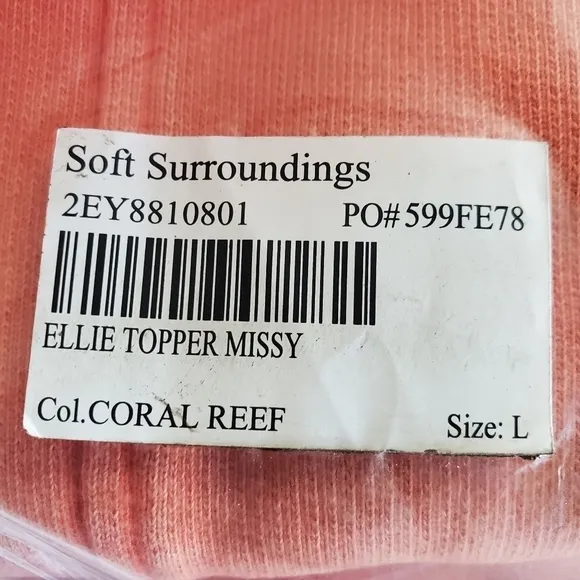 Soft Surroundings
2EY8810801 PO# 599FE78
ELLIE TOPPER MISSY
Col.CORAL REEF Size: L